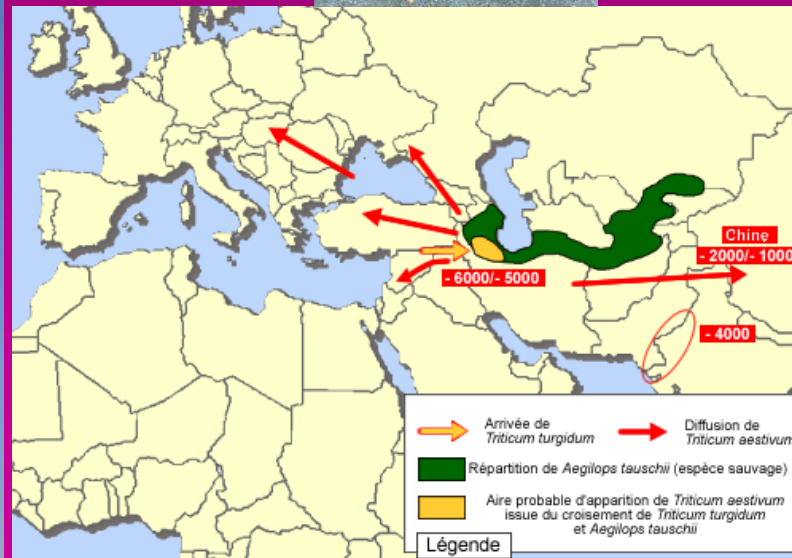 Chine
- 2000/- 1000
- 6000/- 5000
- 4000
Arrivée de
Triticum turgidum
Diffusion de
Triticum aestivum
Répartition de Aegilops tauschii (espèce sauvage)
Aire probable d'apparition de Triticum aestivum
issue du croisement de Triticum turgidum
et Aegilops tauschii
Légende